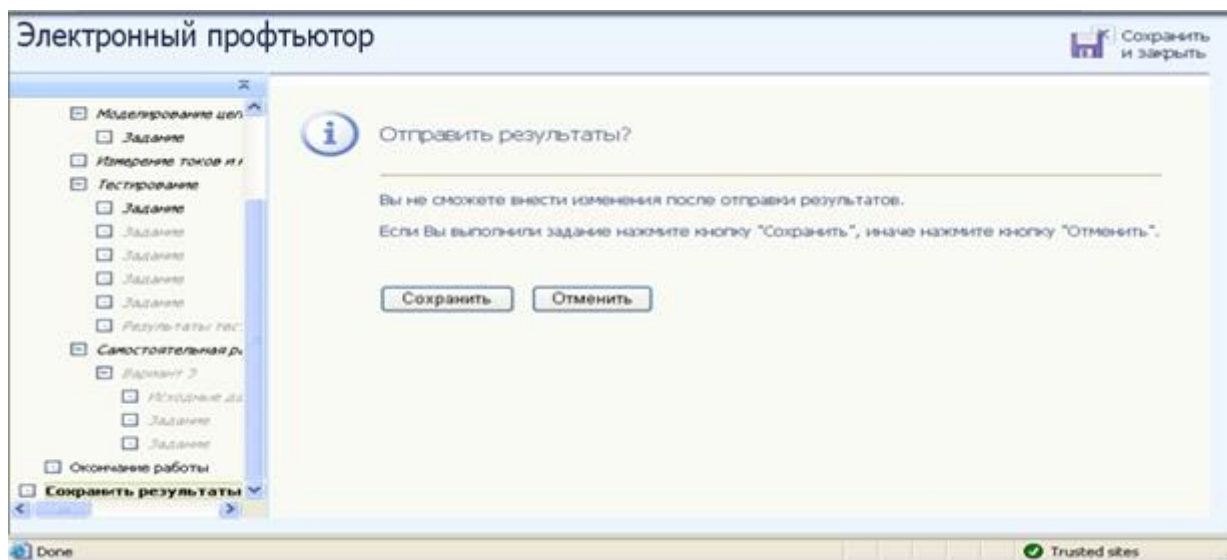 Электронный профтьютор
Сохранить
и закрыть
Моделирование цеп
Задание
Измерение токов и
Тестирование
Задание
Задание
Задание
Задание
Задание
Результаты тес
Самостоятельная р
Вариант 3
Исходные да
Задание
Задание
Окончание работы
Сохранить результаты
Отправить результаты?
Вы не сможете внести изменения после отправки результатов.
Если Вы выполнили задание нажмите кнопку "Сохранить", иначе нажмите кнопку "Отменить".
Сохранить
Отменить
Done
Trusted sites